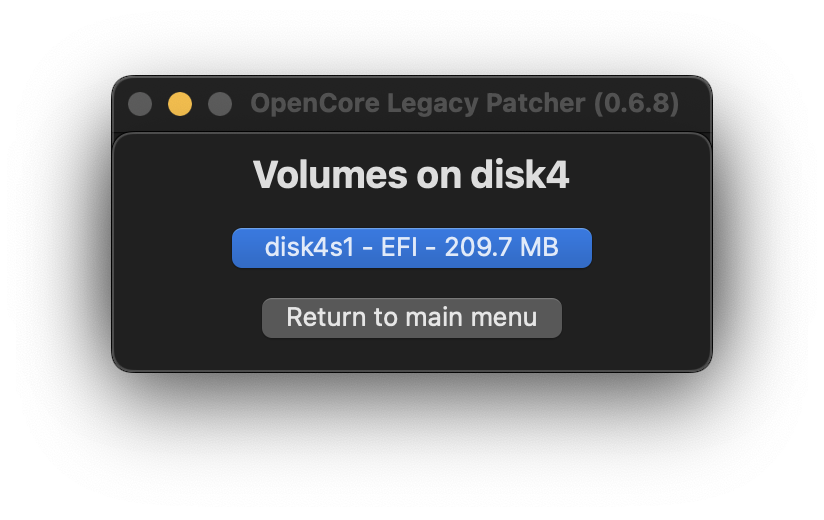 OpenCore Legacy Patcher (0.6.8)
Volumes on disk4
disk4s1 - EFI - 209.7 MB
Return to main menu